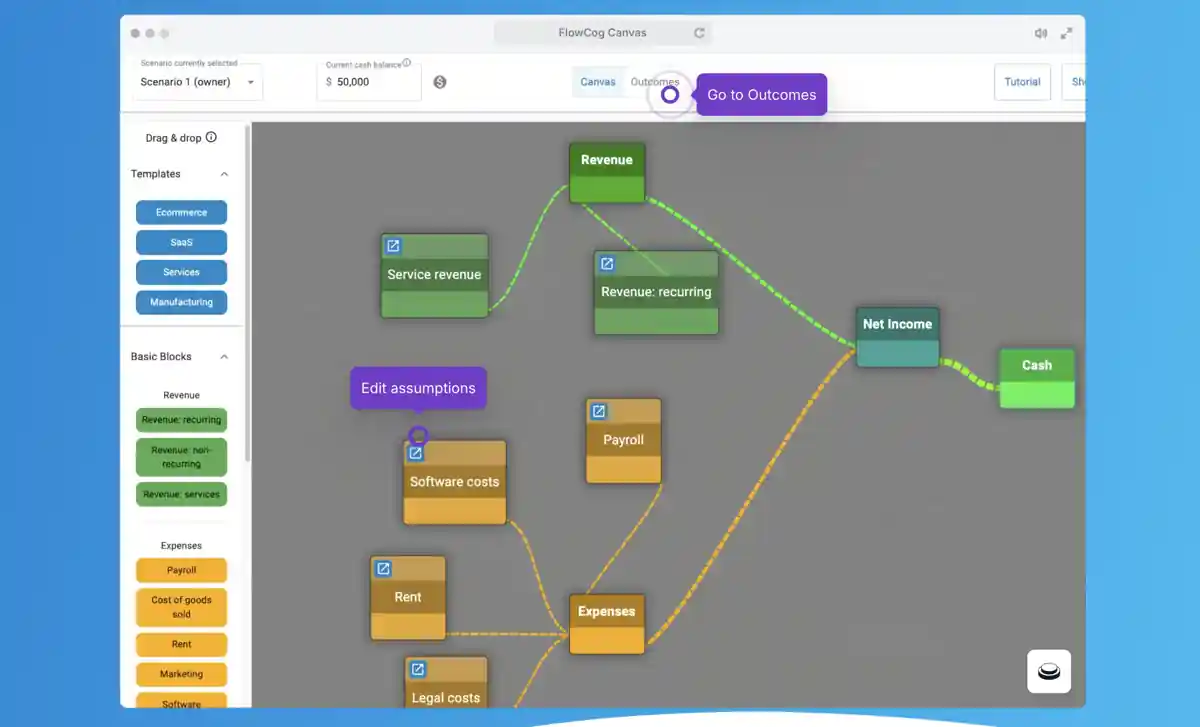 FlowCog Canvas
Scenario currently selected
Scenario 1 (owner)
Current cash balance
$ 50,000
Canvas
Outcomes
Go to Outcomes
Tutorial
Sh
Drag & drop
Templates
Ecommerce
SaaS
Services
Manufacturing
Basic Blocks
Revenue
Revenue: recurring
Revenue: non-
recurring
Revenue: services
Expenses
Payroll
Cost of goods
sold
Rent
Marketing
Software
Revenue
Service revenue
Revenue: recurring
Net Income
Cash
Edit assumptions
Payroll
Software costs
Rent
Expenses
Legal costs